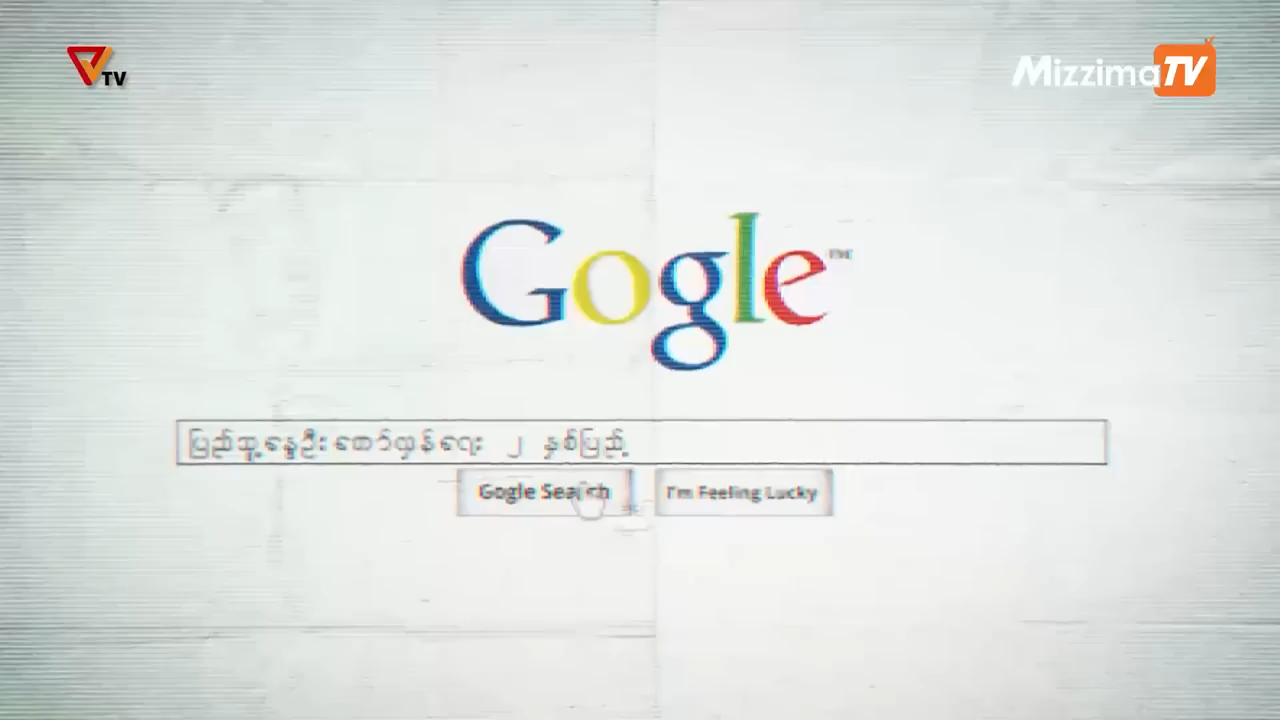 TV
MizzimaTV
Gogle™
ပြည်သူ့နွေဦး တော်လှန်ရေး ၂ နှစ်ပြည့်
Gogle Search
I'm Feeling Lucky